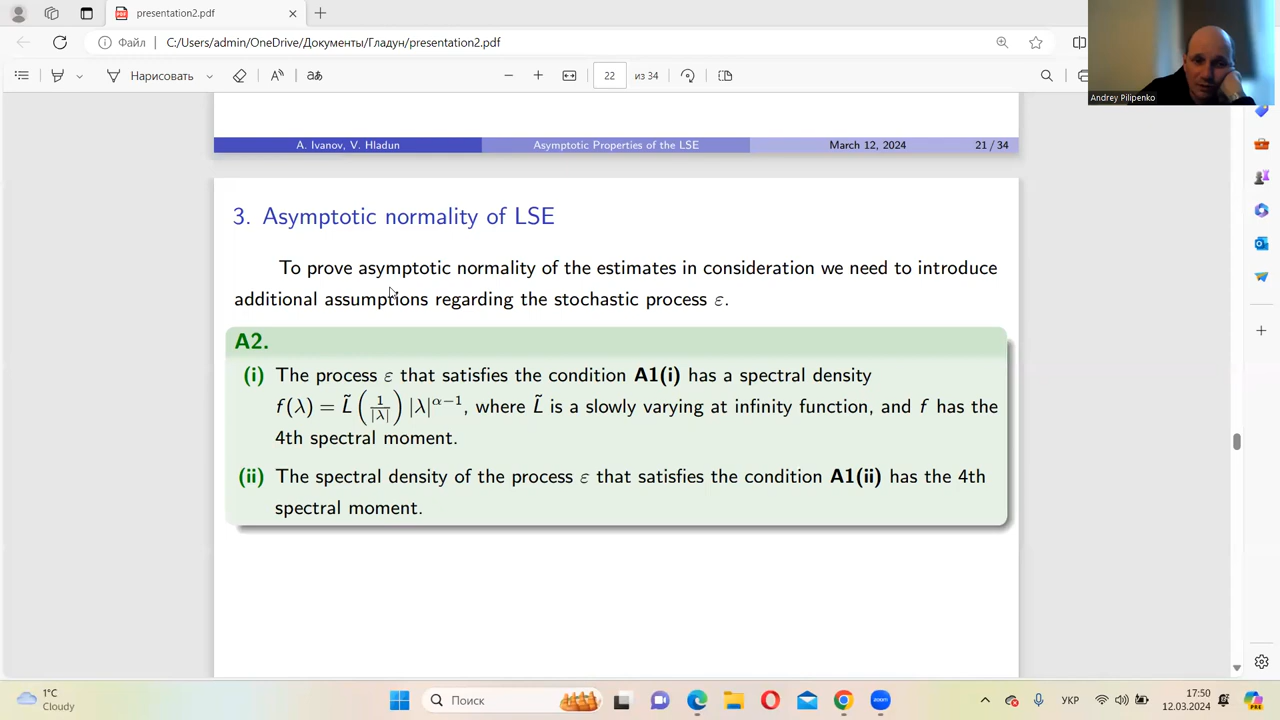 presentation2.pdf
Файл
C:/Users/admin/OneDrive/Документы/Гладун/presentation2.pdf
Рисовать
22
из 34
Andrey Pilipenko
A. Ivanov, V. Hladun
Asymptotic Properties of the LSE
March 12, 2024
21 / 34
3. Asymptotic normality of LSE
To prove asymptotic normality of the estimates in consideration we need to introduce
additional assumptions regarding the stochastic process ε.
A2.
(i) The process ε that satisfies the condition A1(i) has a spectral density
f(λ) = L̃ (1/|λ|) |λ|^{α−1}, where L̃ is a slowly varying at infinity function, and f has the
4th spectral moment.
(ii) The spectral density of the process ε that satisfies the condition A1(ii) has the 4th
spectral moment.
1°C
Cloudy
Поиск
УКР
17:50
12.03.2024